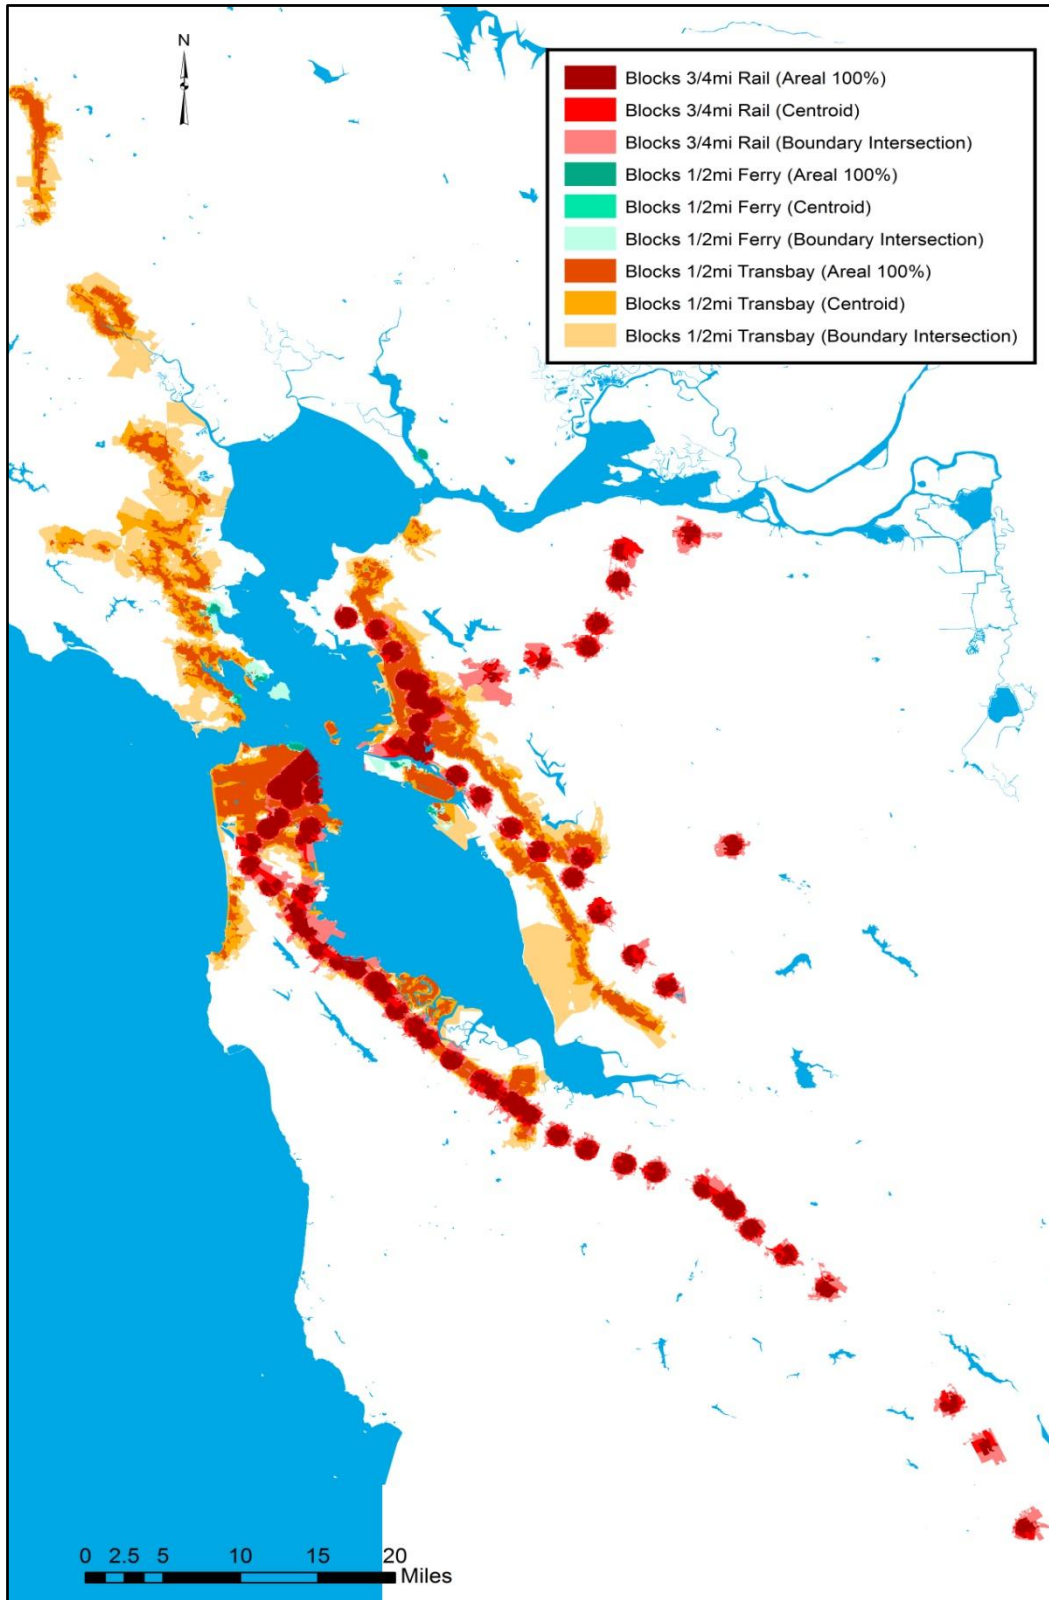 N
Blocks 3/4mi Rail (Areal 100%)
Blocks 3/4mi Rail (Centroid)
Blocks 3/4mi Rail (Boundary Intersection)
Blocks 1/2mi Ferry (Areal 100%)
Blocks 1/2mi Ferry (Centroid)
Blocks 1/2mi Ferry (Boundary Intersection)
Blocks 1/2mi Transbay (Areal 100%)
Blocks 1/2mi Transbay (Centroid)
Blocks 1/2mi Transbay (Boundary Intersection)
0 2.5 5 10 15 20
Miles